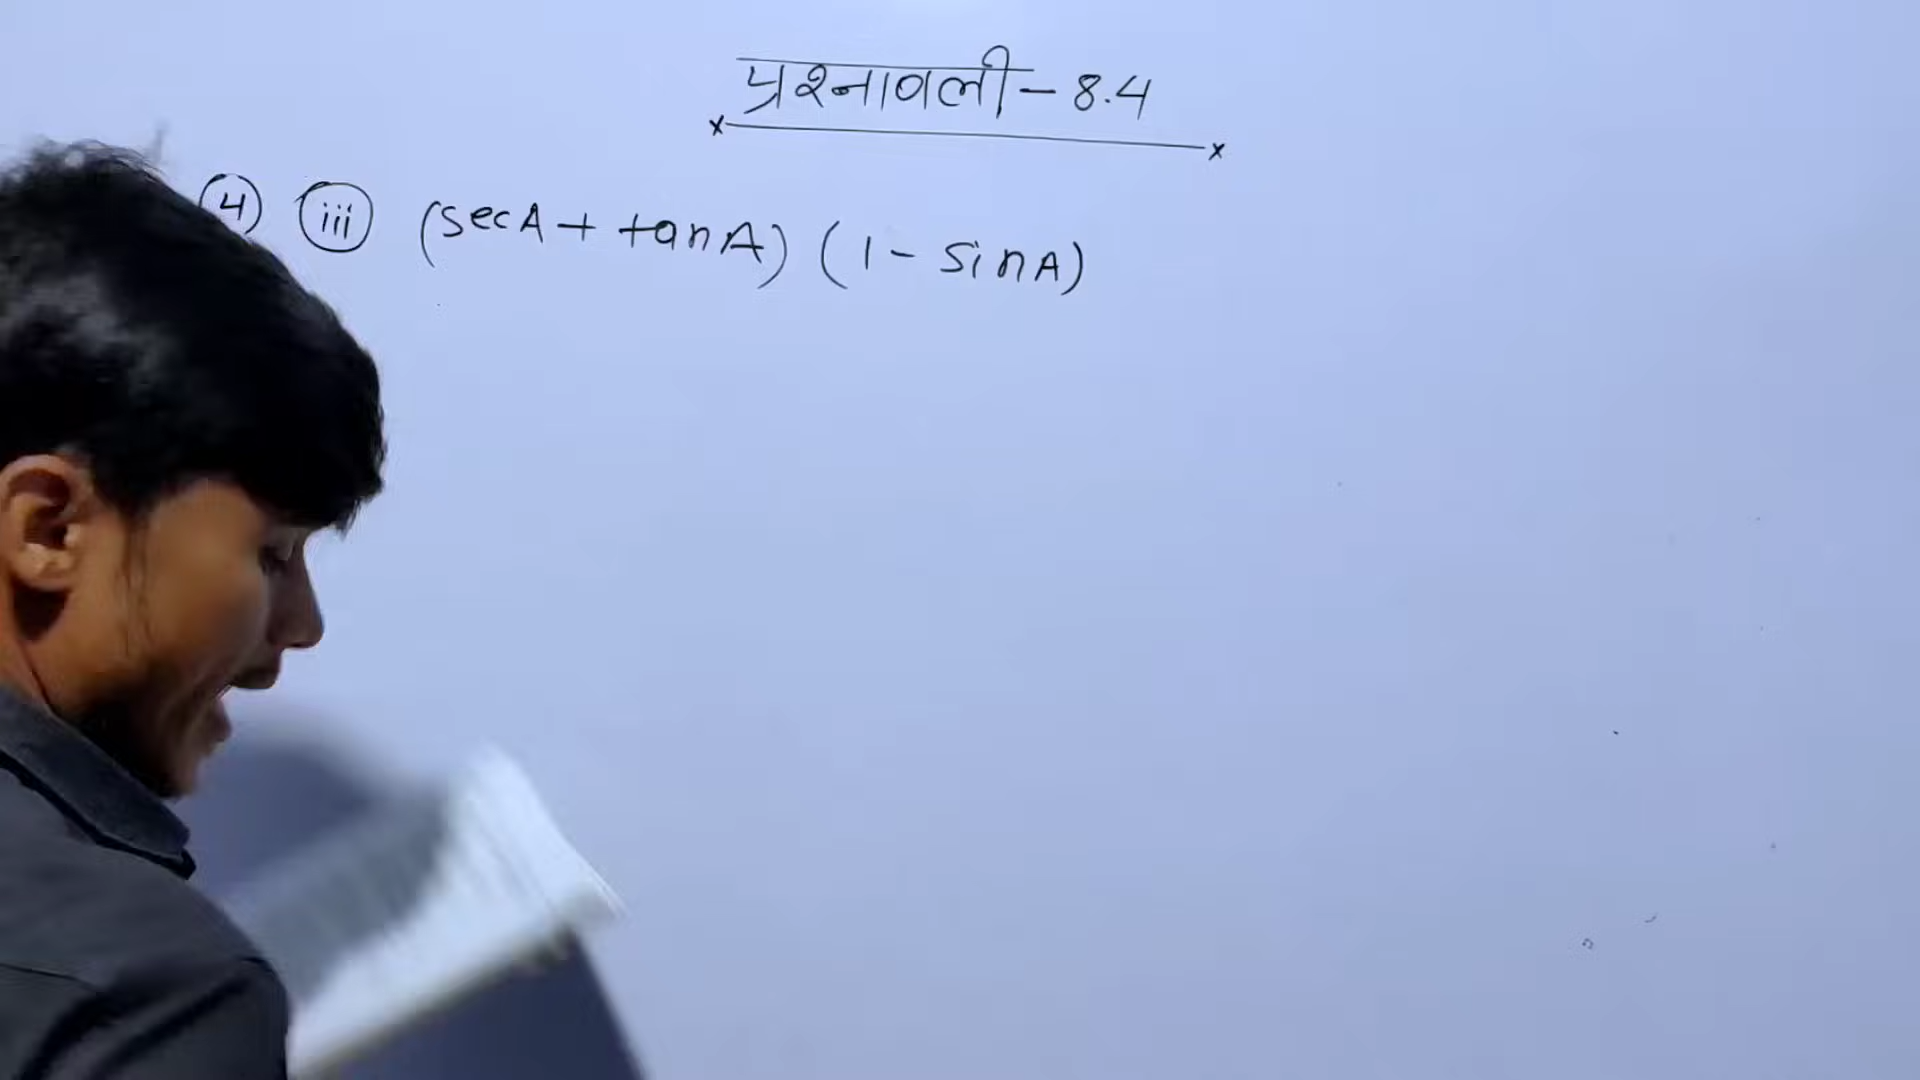 प्रश्नावली - 8.4
4 iii (secA + tanA) (1 - sinA)